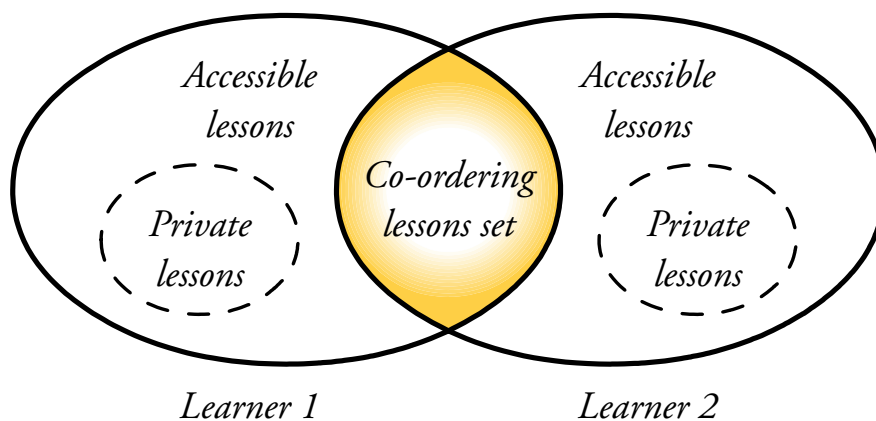 Accessible
lessons
Private
lessons
Co-ordering
lessons set
Accessible
lessons
Private
lessons
Learner 1
Learner 2